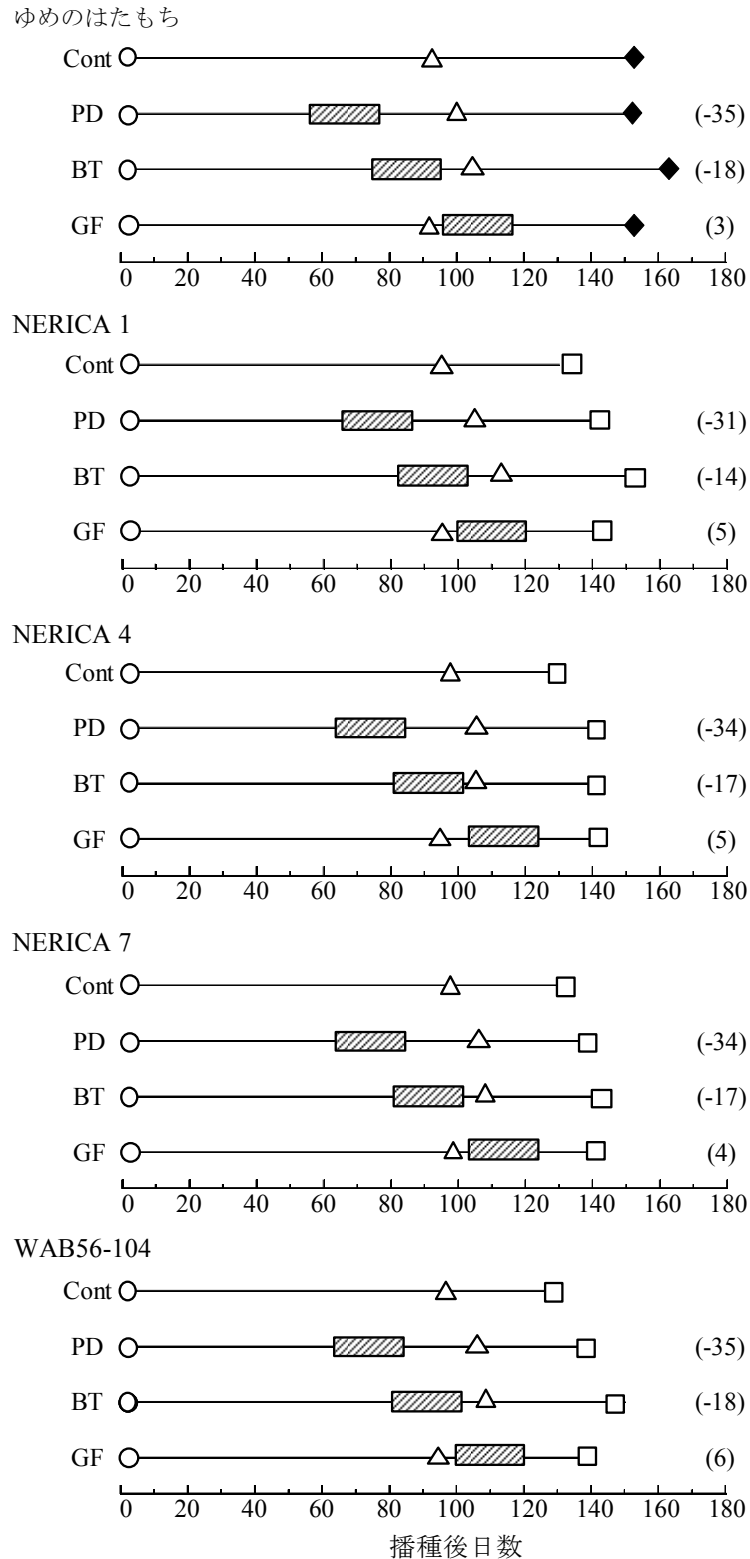 ゆめのはたもち
Cont
PD (-35)
BT (-18)
GF (3)
0 20 40 60 80 100 120 140 160 180
NERICA 1
Cont
PD (-31)
BT (-14)
GF (5)
0 20 40 60 80 100 120 140 160 180
NERICA 4
Cont
PD (-34)
BT (-17)
GF (5)
0 20 40 60 80 100 120 140 160 180
NERICA 7
Cont
PD (-34)
BT (-17)
GF (4)
0 20 40 60 80 100 120 140 160 180
WAB56-104
Cont
PD (-35)
BT (-18)
GF (6)
0 20 40 60 80 100 120 140 160 180
播種後日数